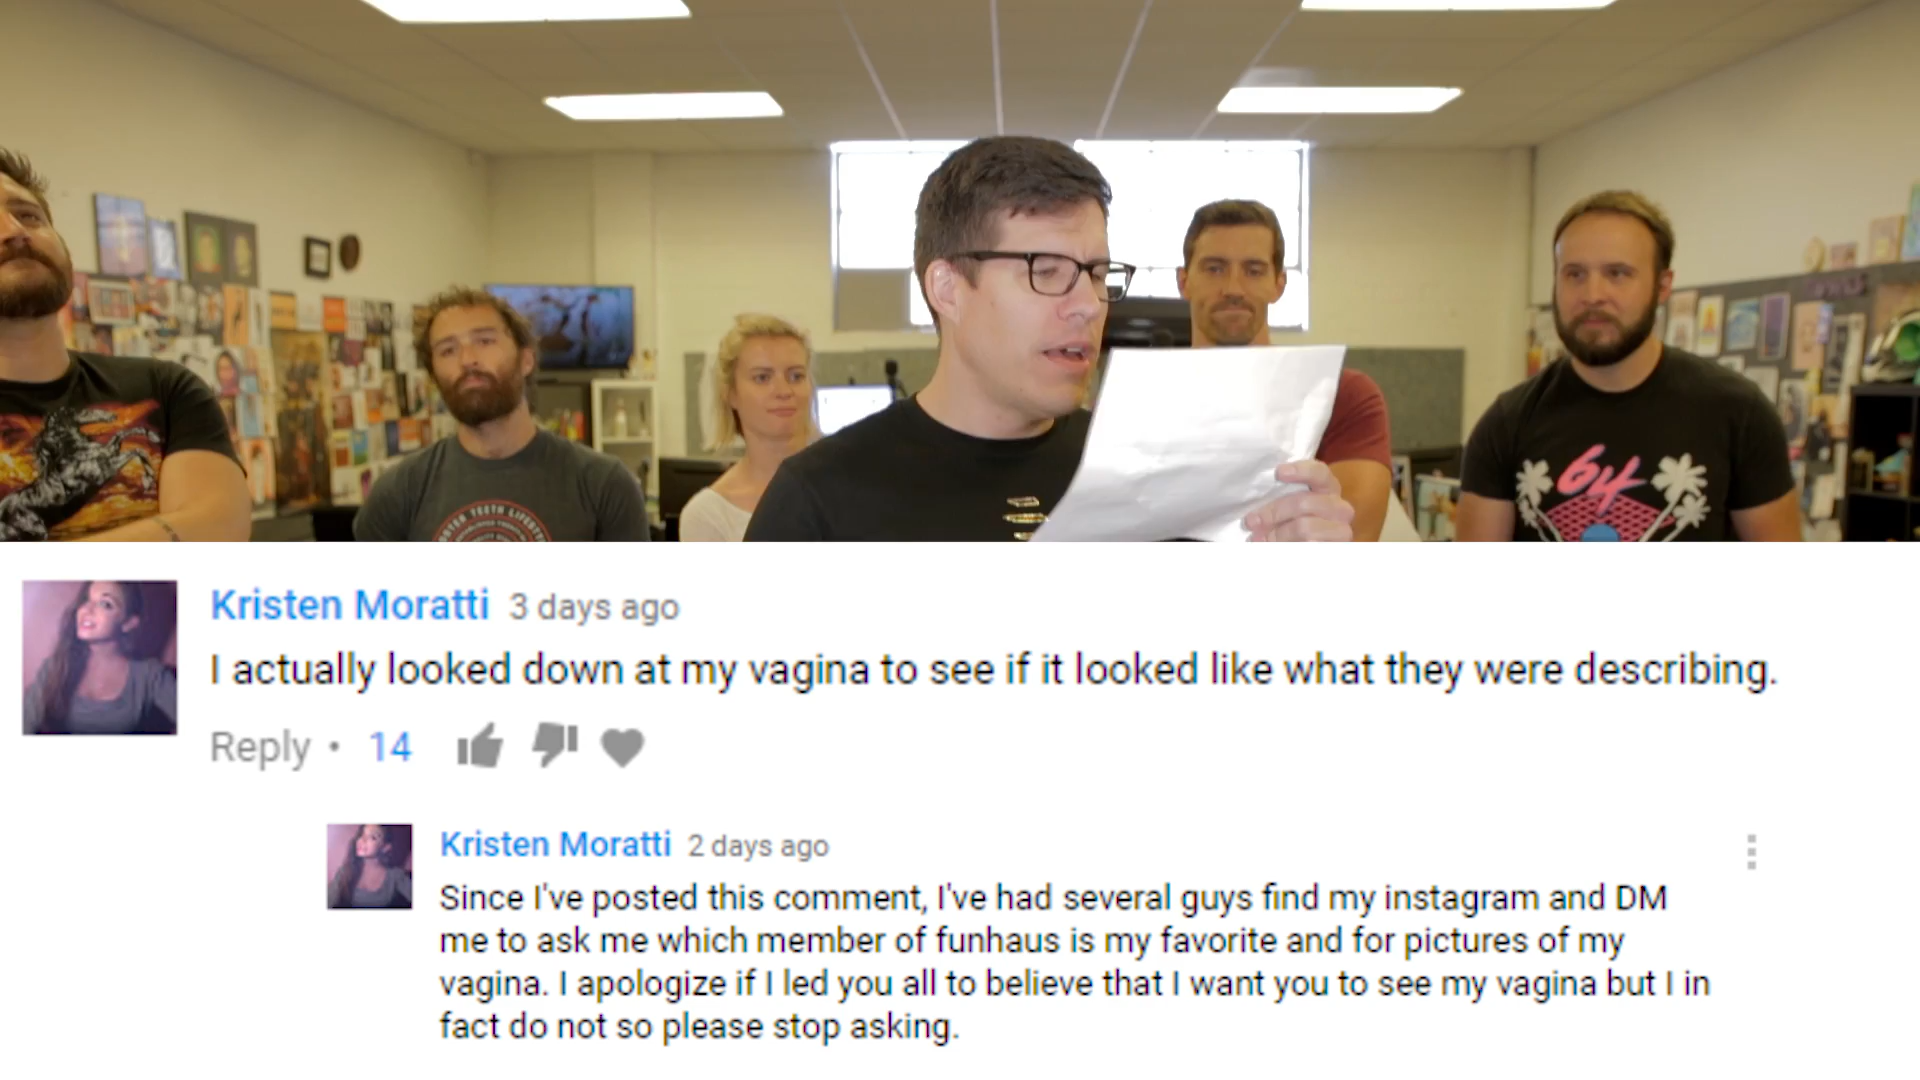 OSTED TEETH LIFESTY
64
Kristen Moratti 3 days ago
I actually looked down at my vagina to see if it looked like what they were describing.
Reply • 14
Kristen Moratti 2 days ago
Since I've posted this comment, I've had several guys find my instagram and DM
me to ask me which member of funhaus is my favorite and for pictures of my
vagina. I apologize if I led you all to believe that I want you to see my vagina but I in
fact do not so please stop asking.